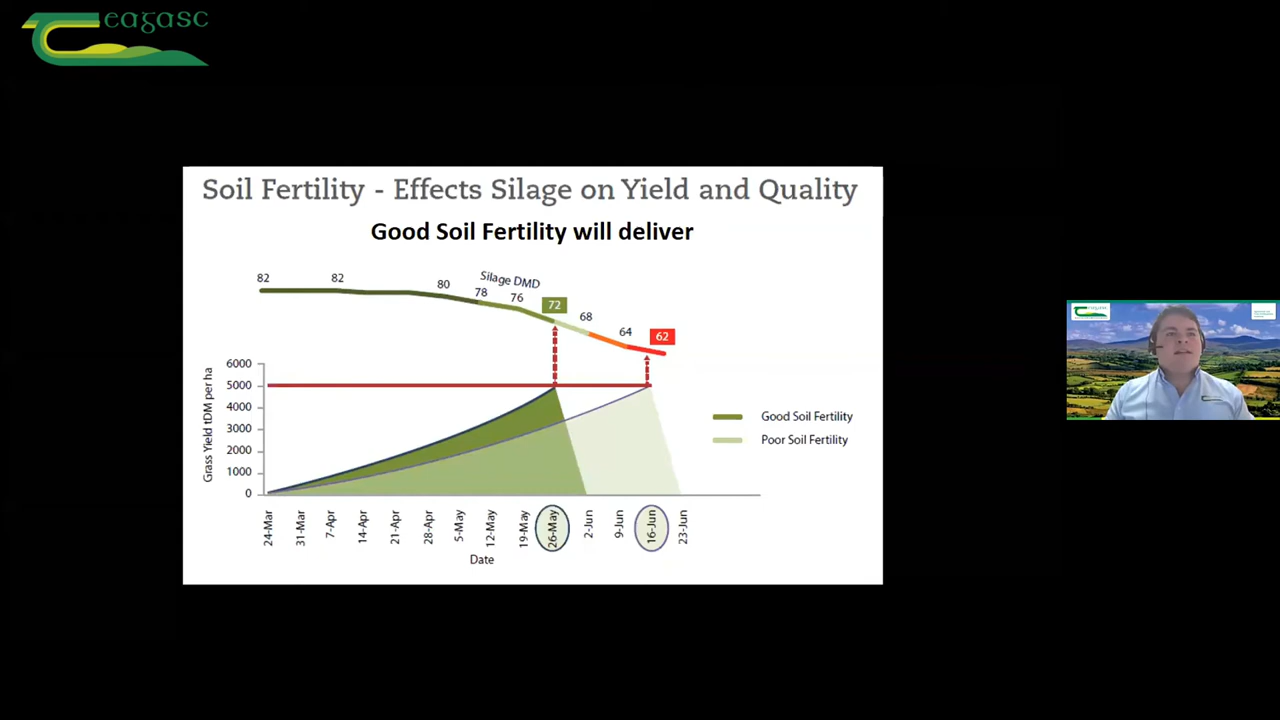 eagasc
Soil Fertility - Effects Silage on Yield and Quality
Good Soil Fertility will deliver
Silage DMD
82
82
80
78
76
72
68
64
62
Grass Yield tDM per ha
6000
5000
4000
3000
2000
1000
0
24-Mar
31-Mar
7-Apr
14-Apr
21-Apr
28-Apr
5-May
12-May
19-May
26-May
2-Jun
9-Jun
16-Jun
23-Jun
Date
Good Soil Fertility
Poor Soil Fertility